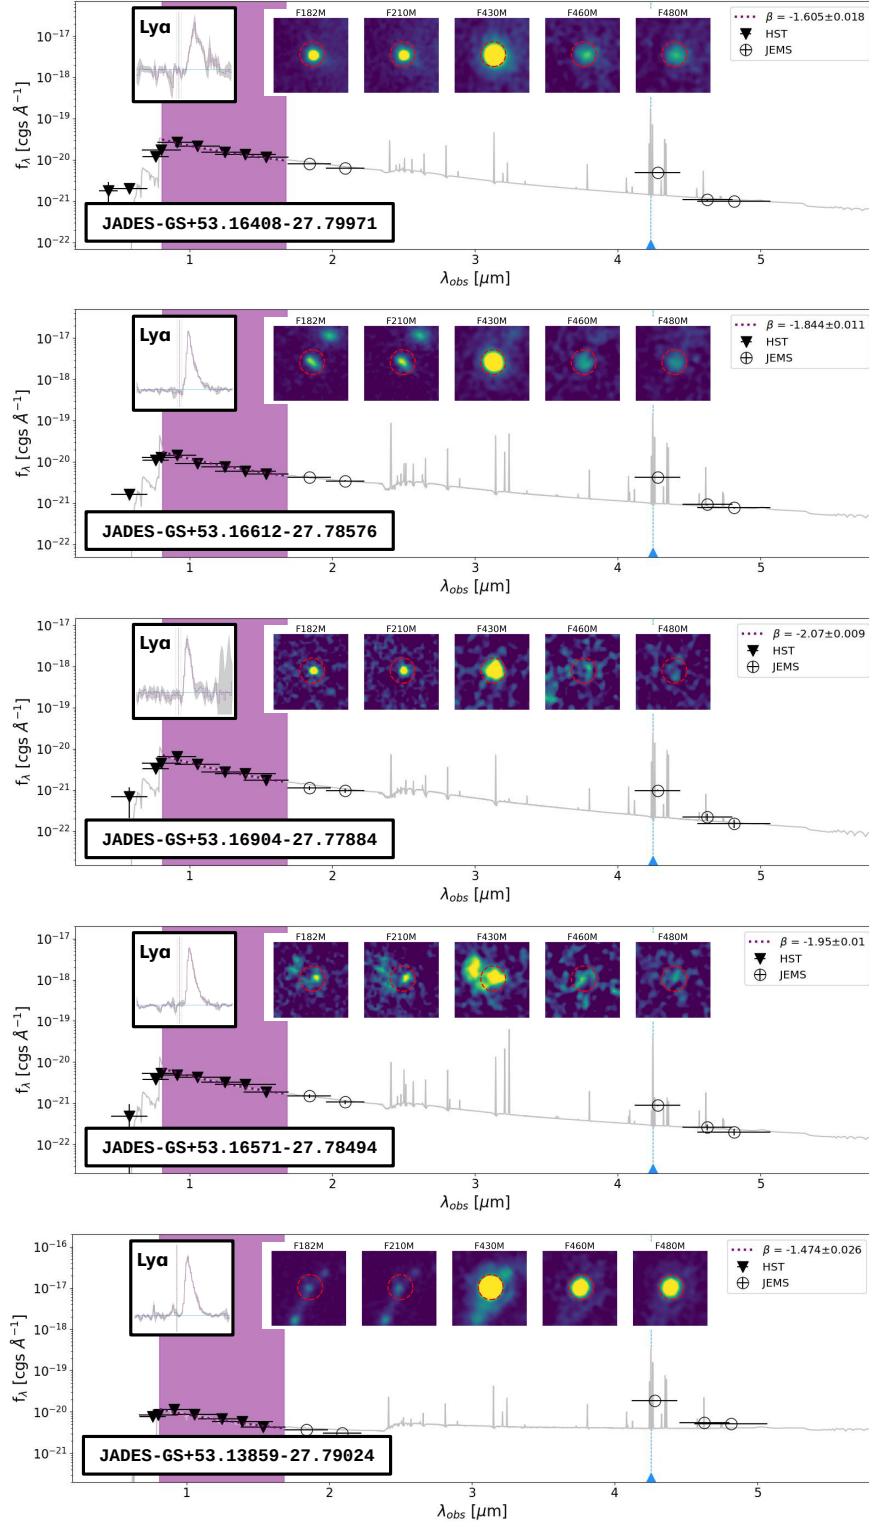 Lyα
F182M F210M F430M F460M F480M
β = -1.605±0.018
HST
JEMS
10⁻¹⁷
10⁻¹⁸
10⁻¹⁹
10⁻²⁰
10⁻²¹
10⁻²²
f_λ [cgs Å⁻¹]
JADES-GS+53.16408-27.79971
1 2 3 4 5
λ_obs [μm]
Lyα
F182M F210M F430M F460M F480M
β = -1.844±0.011
HST
JEMS
10⁻¹⁷
10⁻¹⁸
10⁻¹⁹
10⁻²⁰
10⁻²¹
10⁻²²
f_λ [cgs Å⁻¹]
JADES-GS+53.16612-27.78576
1 2 3 4 5
λ_obs [μm]
Lyα
F182M F210M F430M F460M F480M
β = -2.07±0.009
HST
JEMS
10⁻¹⁷
10⁻¹⁸
10⁻¹⁹
10⁻²⁰
10⁻²¹
10⁻²²
f_λ [cgs Å⁻¹]
JADES-GS+53.16904-27.77884
1 2 3 4 5
λ_obs [μm]
Lyα
F182M F210M F430M F460M F480M
β = -1.95±0.01
HST
JEMS
10⁻¹⁷
10⁻¹⁸
10⁻¹⁹
10⁻²⁰
10⁻²¹
10⁻²²
f_λ [cgs Å⁻¹]
JADES-GS+53.16571-27.78494
1 2 3 4 5
λ_obs [μm]
Lyα
F182M F210M F430M F460M F480M
β = -1.474±0.026
HST
JEMS
10⁻¹⁶
10⁻¹⁷
10⁻¹⁸
10⁻¹⁹
10⁻²⁰
10⁻²¹
f_λ [cgs Å⁻¹]
JADES-GS+53.13859-27.79024
1 2 3 4 5
λ_obs [μm]